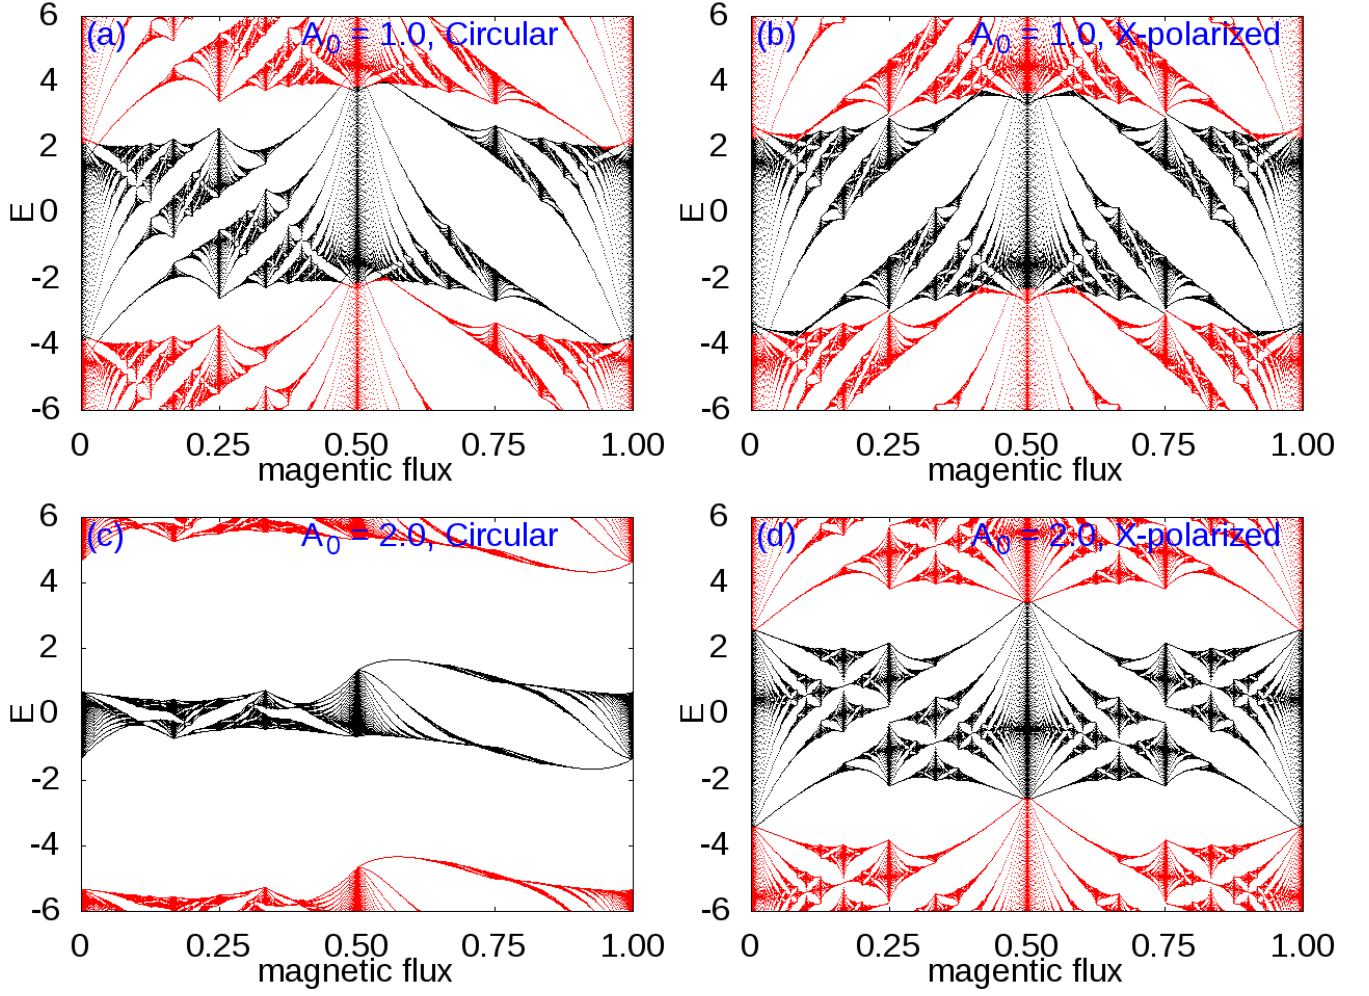 (a) A0 = 1.0, Circular
6
4
2
0
-2
-4
-6
E
0 0.25 0.50 0.75 1.00
magentic flux
(b) A0 = 1.0, X-polarized
6
4
2
0
-2
-4
-6
E
0 0.25 0.50 0.75 1.00
magentic flux
(c) A0 = 2.0, Circular
6
4
2
0
-2
-4
-6
E
0 0.25 0.50 0.75 1.00
magnetic flux
(d) A0 = 2.0, X-polarized
6
4
2
0
-2
-4
-6
E
0 0.25 0.50 0.75 1.00
magentic flux